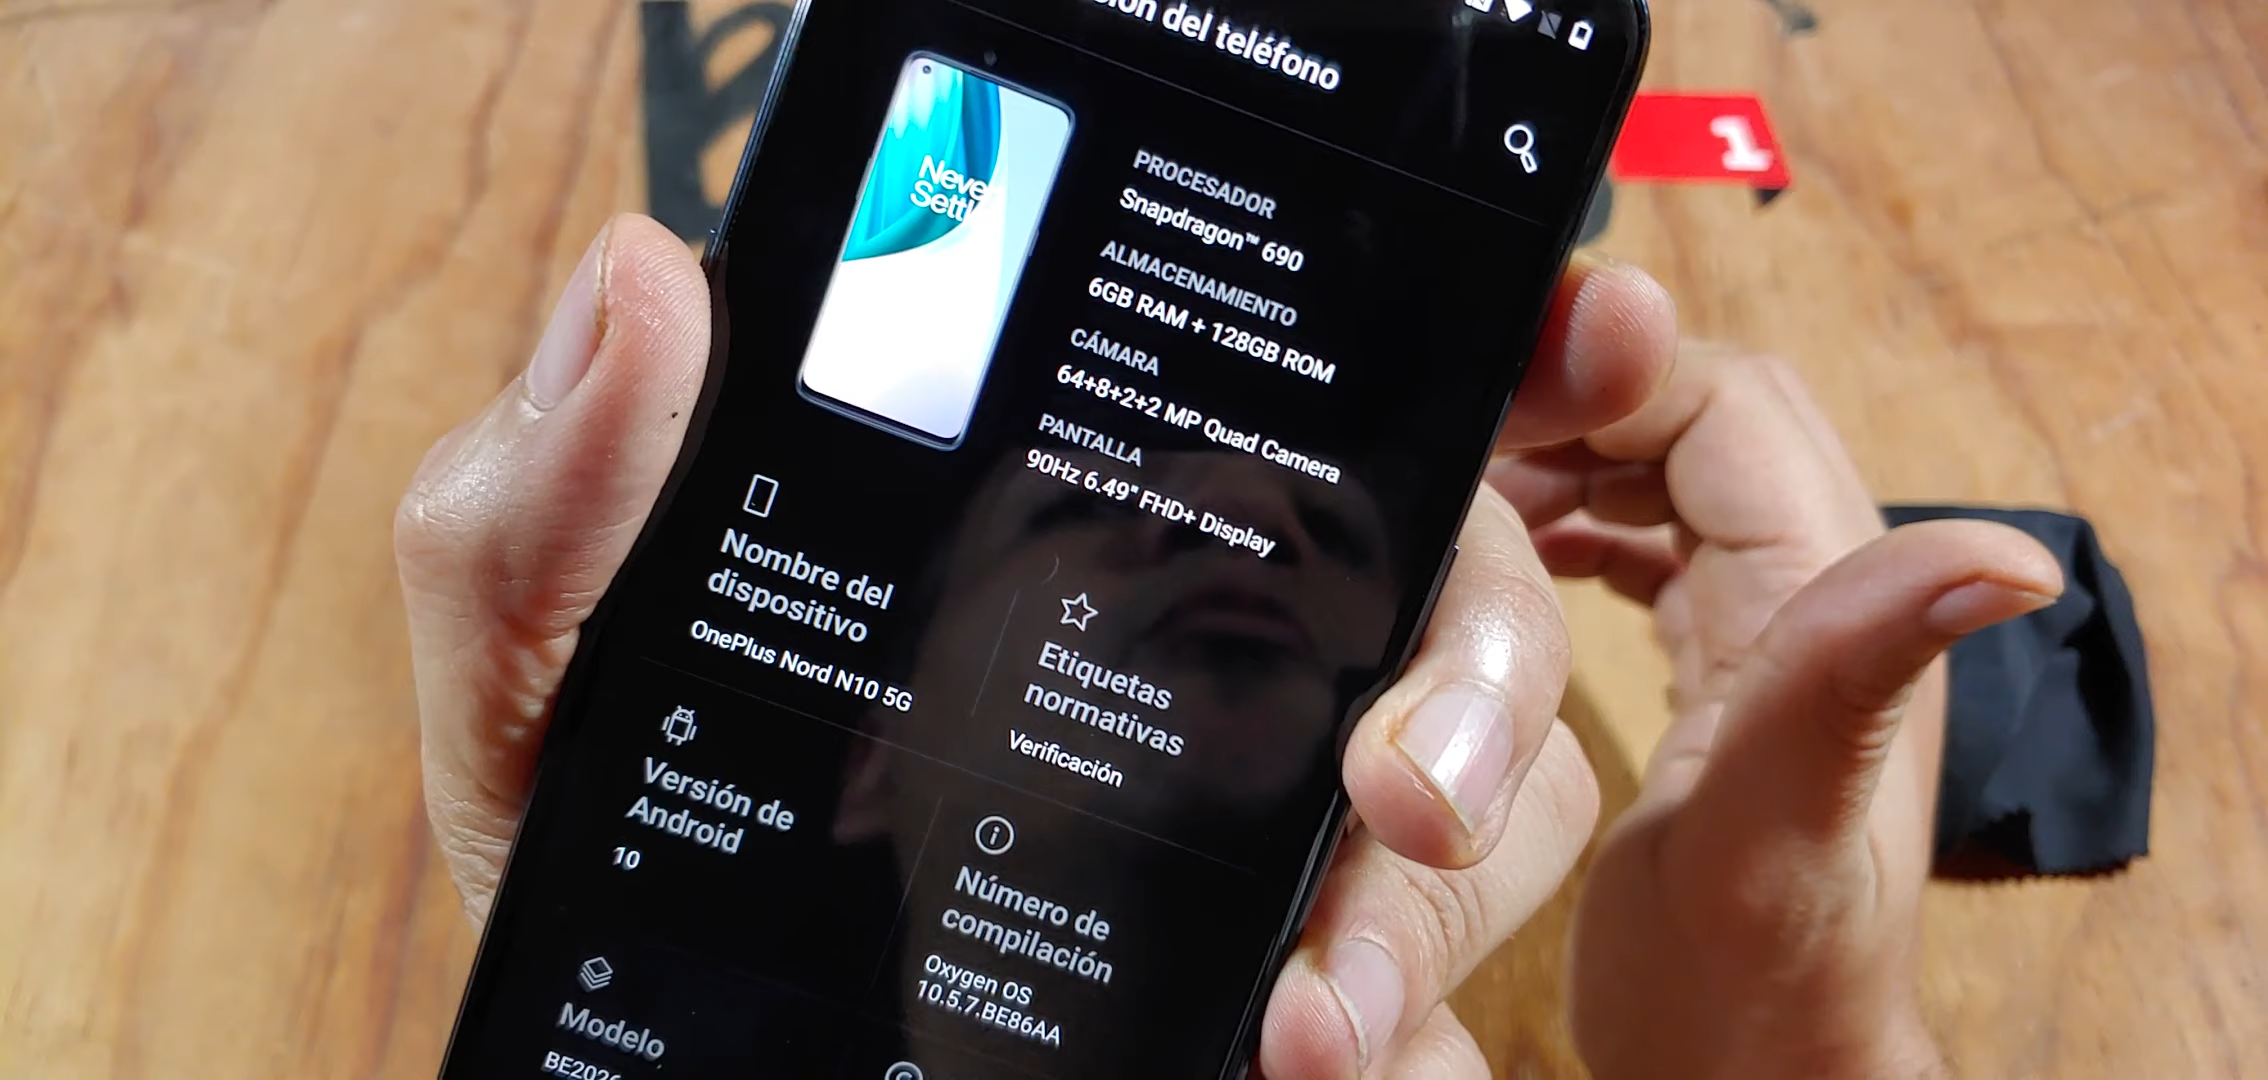 del teléfono
1
Never
Settle
PROCESADOR
Snapdragon™ 690
ALMACENAMIENTO
6GB RAM + 128GB ROM
CÁMARA
64+8+2+2 MP Quad Camera
PANTALLA
90Hz 6.49" FHD+ Display
Nombre del
dispositivo
OnePlus Nord N10 5G
Etiquetas
normativas
Verificación
Versión de
Android
10
Número de
compilación
Oxygen OS
10.5.7.BE86AA
Modelo